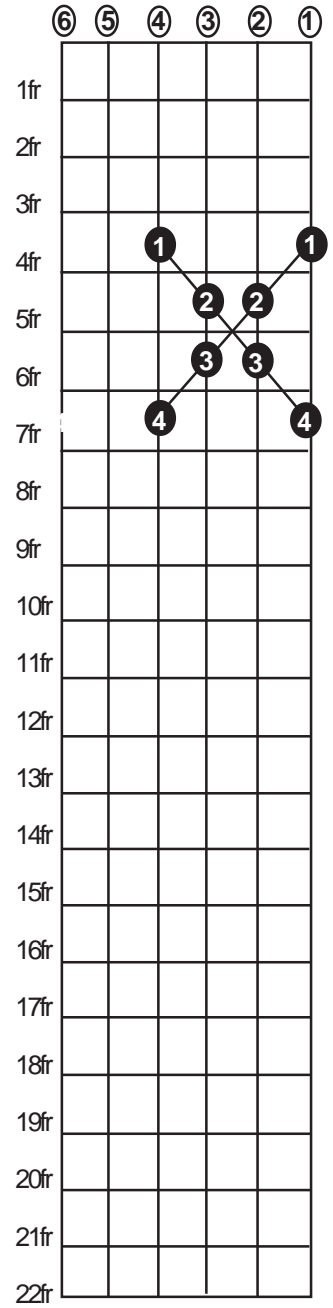 ⑥ ⑤ ④ ③ ② ①
1fr
2fr
3fr
1 1
4fr
2 2
5fr
3 3
6fr
4 4
7fr
8fr
9fr
10fr
11fr
12fr
13fr
14fr
15fr
16fr
17fr
18fr
19fr
20fr
21fr
22fr